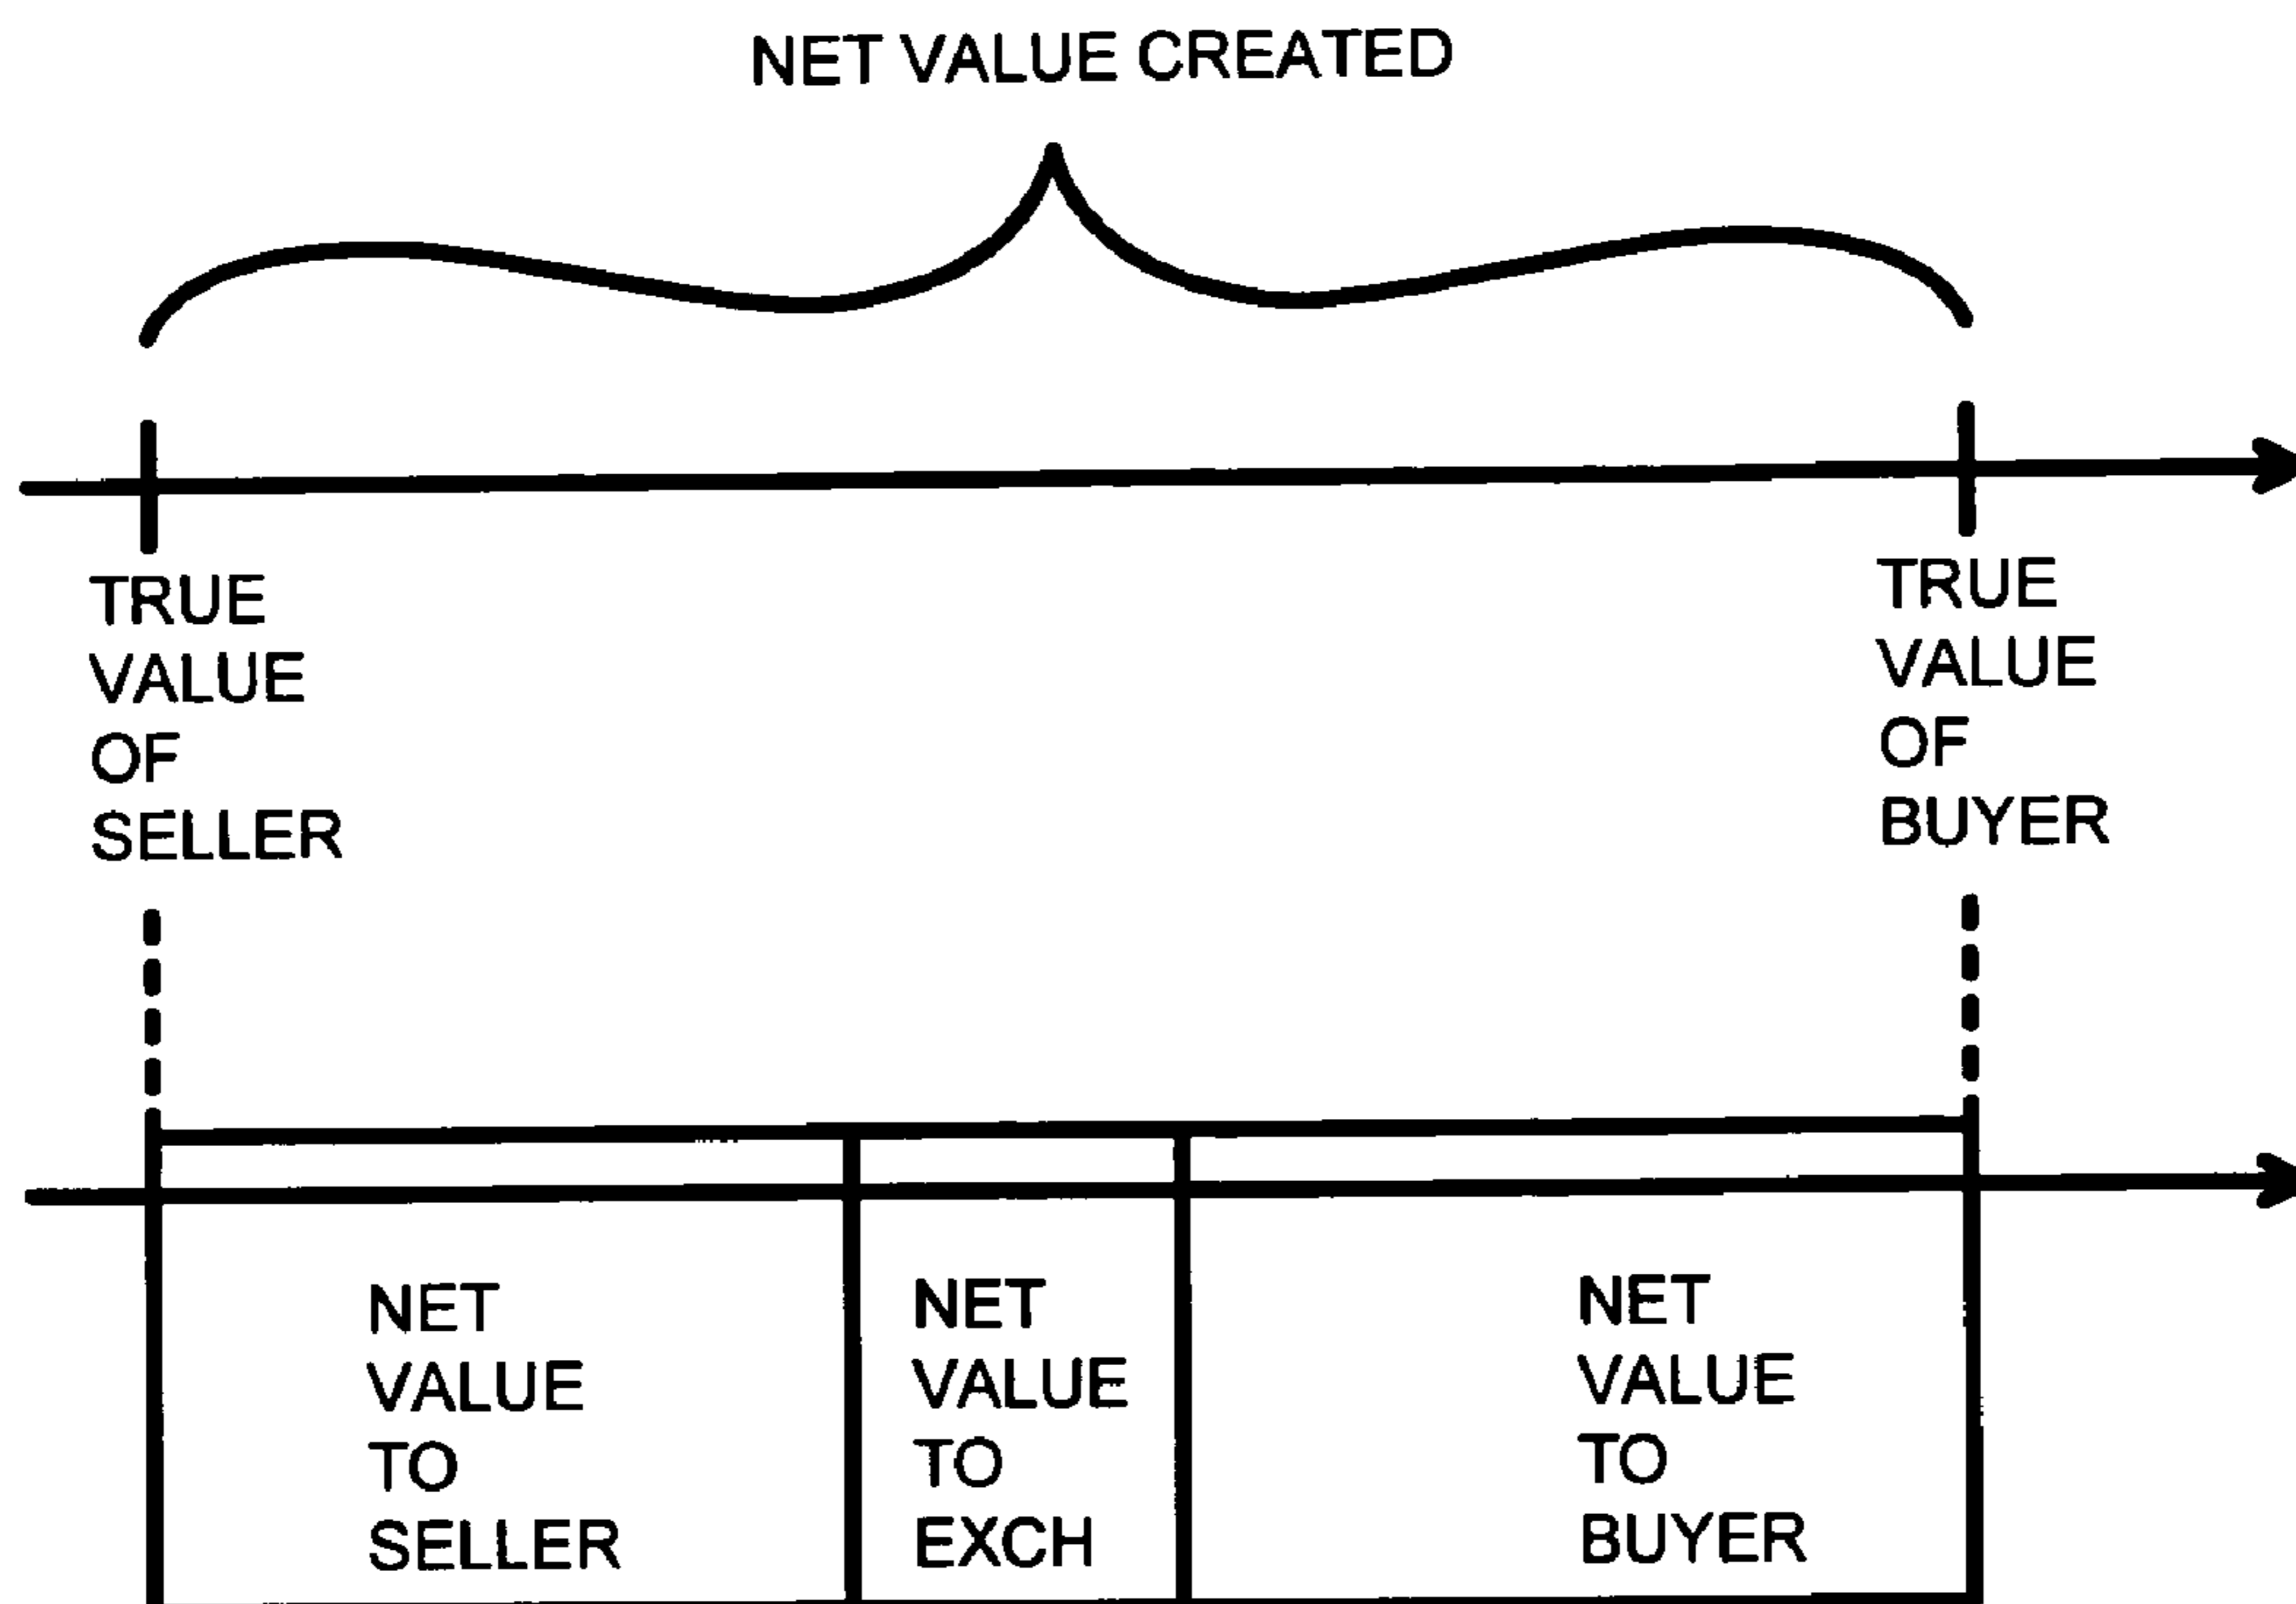 NET VALUE CREATED
TRUE
VALUE
OF
SELLER
TRUE
VALUE
OF
BUYER
NET
VALUE
TO
SELLER
NET
VALUE
TO
EXCH
NET
VALUE
TO
BUYER